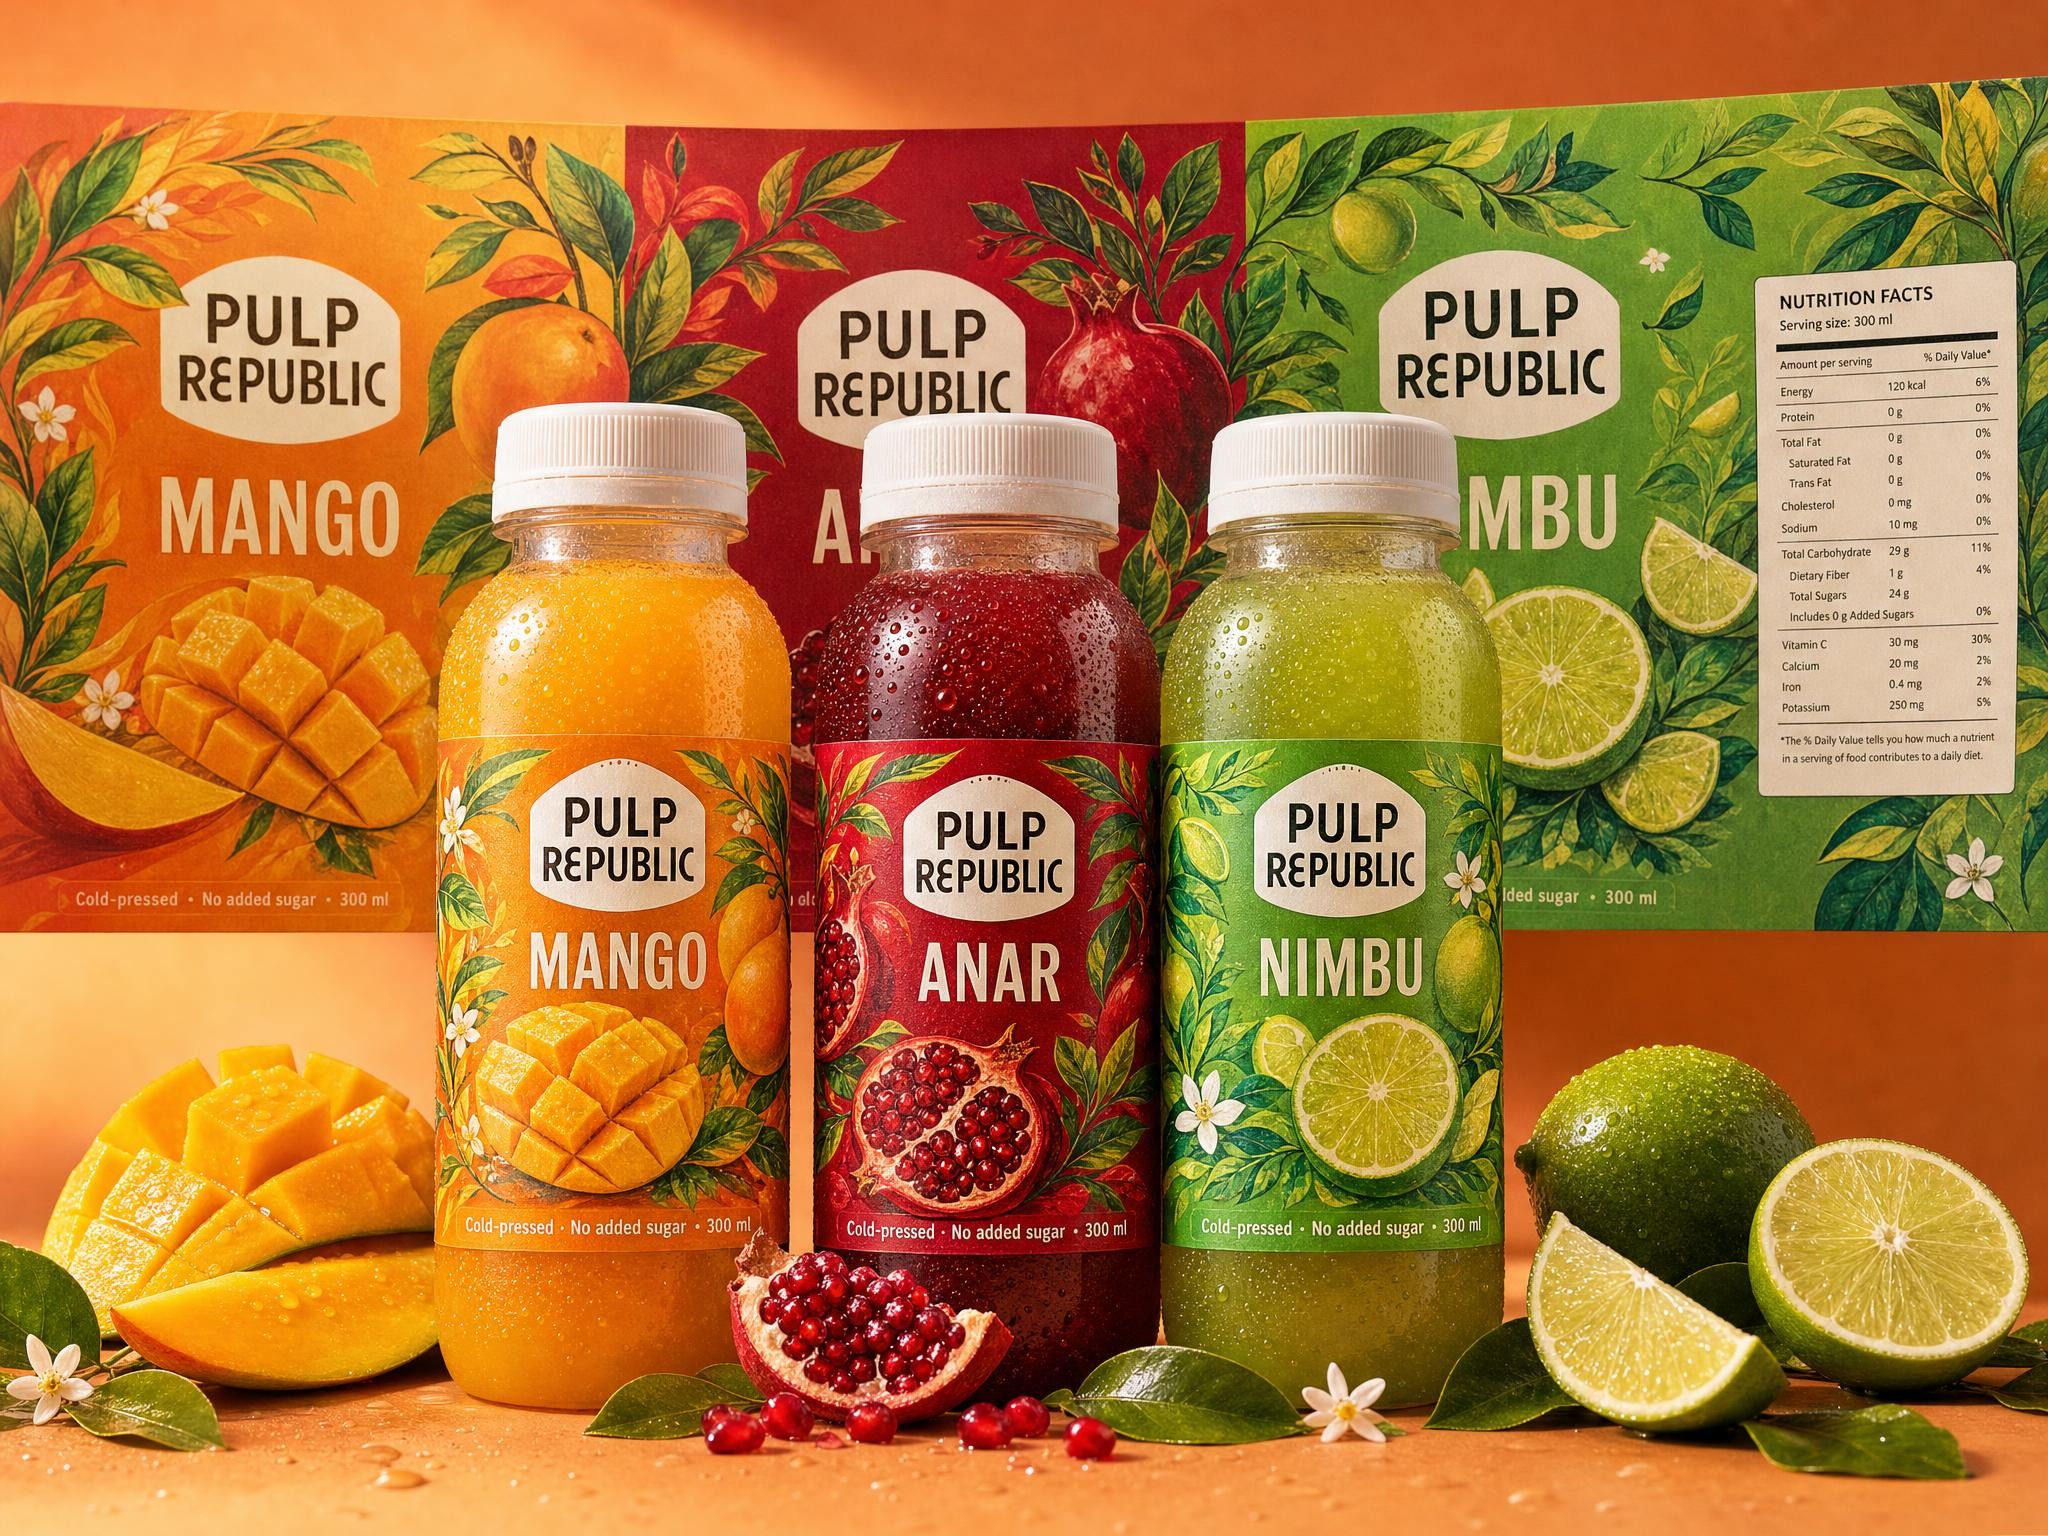 PULP
REPUBLIC
MANGO
Cold-pressed • No added sugar • 300 ml
PULP
REPUBLIC
PULP
REPUBLIC
sugar • 300 ml
NUTRITION FACTS
Serving size: 300 ml
Amount per serving % Daily Value*
Energy 120 kcal 6%
Protein 0 g 0%
Total Fat 0 g 0%
Saturated Fat 0 g 0%
Trans Fat 0 g 0%
Cholesterol 0 mg 0%
Sodium 10 mg 0%
Total Carbohydrate 29 g 11%
Dietary Fiber 1 g 4%
Total Sugars 24 g
Includes 0 g Added Sugars 0%
Vitamin C 30 mg 30%
Calcium 20 mg 2%
Iron 0.4 mg 2%
Potassium 250 mg 5%
*The % Daily Value tells you how much a nutrient
in a serving of food contributes to a daily diet.
PULP
REPUBLIC
MANGO
Cold-pressed · No added sugar • 300 ml
PULP
REPUBLIC
ANAR
Cold-pressed · No added sugar • 300 ml
PULP
REPUBLIC
NIMBU
Cold-pressed • No added sugar • 300 ml